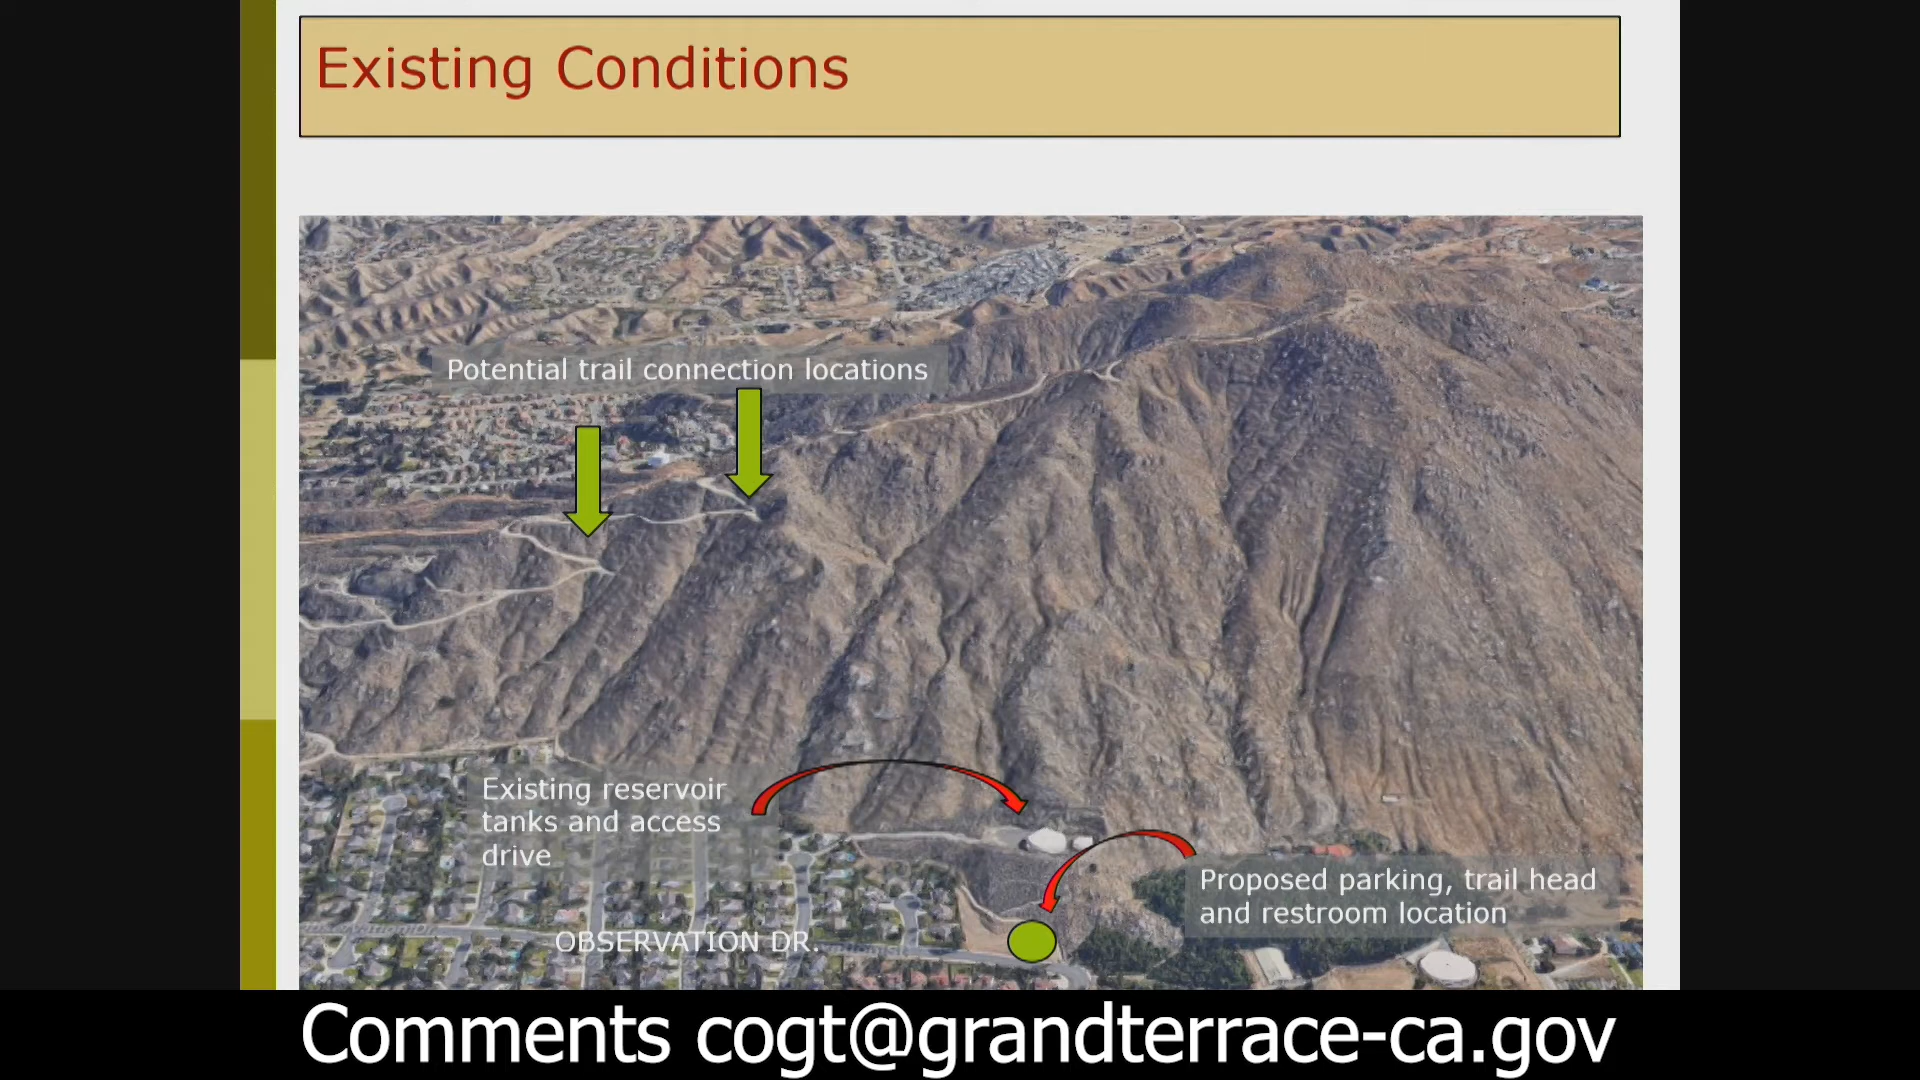 Existing Conditions
Potential trail connection locations
Existing reservoir
tanks and access
drive
Proposed parking, trail head
and restroom location
OBSERVATION DR.
Comments cogt@grandterrace-ca.gov